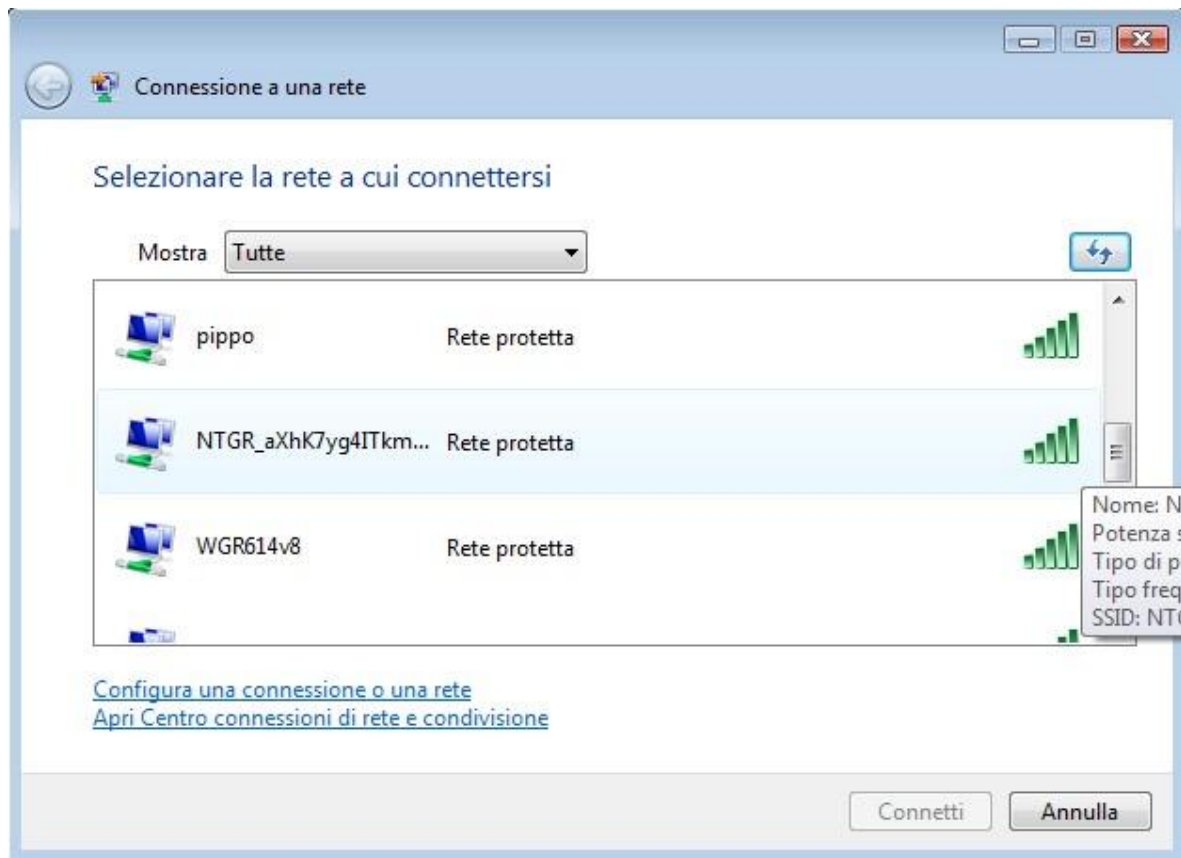 Connessione a una rete
Selezionare la rete a cui connettersi
Mostra Tutte
pippo Rete protetta
NTGR_aXhK7yg4ITkm... Rete protetta
WGR614v8 Rete protetta
Nome: N
Potenza s
Tipo di p
Tipo freq
SSID: NTG
Configura una connessione o una rete
Apri Centro connessioni di rete e condivisione
Connetti Annulla